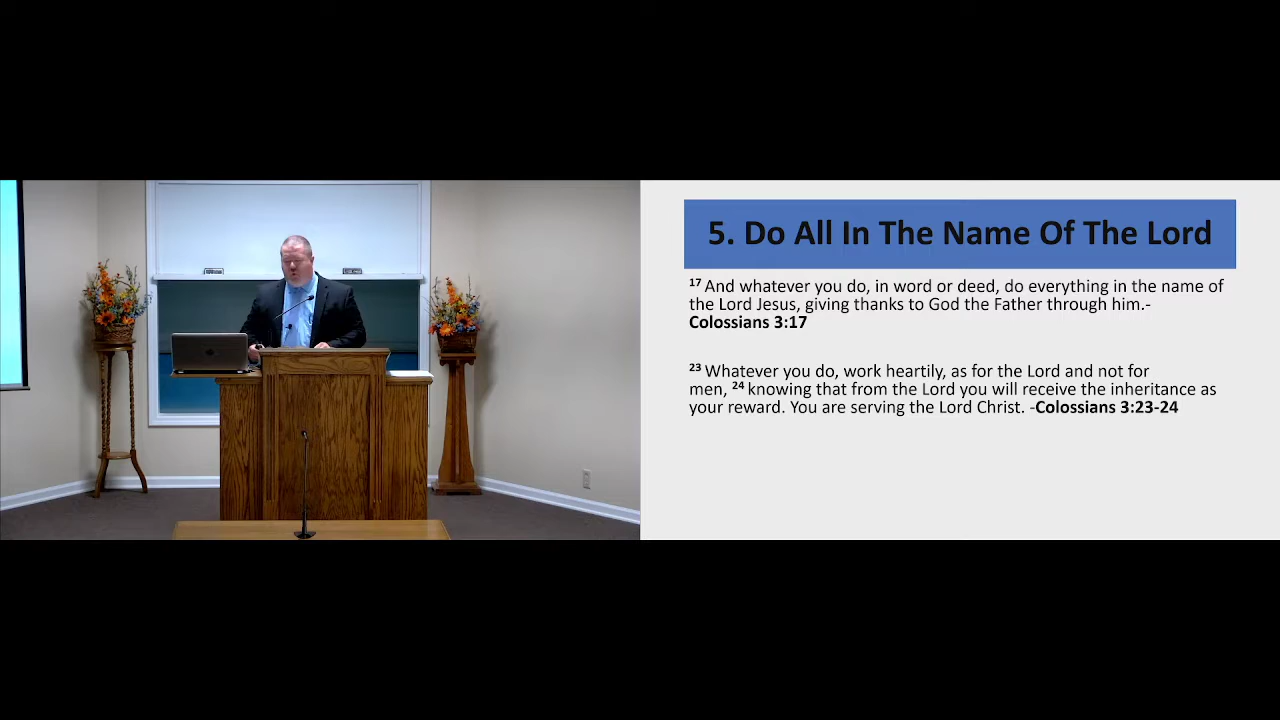 5. Do All In The Name Of The Lord
17 And whatever you do, in word or deed, do everything in the name of
the Lord Jesus, giving thanks to God the Father through him.-
Colossians 3:17
23 Whatever you do, work heartily, as for the Lord and not for
men, 24 knowing that from the Lord you will receive the inheritance as
your reward. You are serving the Lord Christ. -Colossians 3:23-24